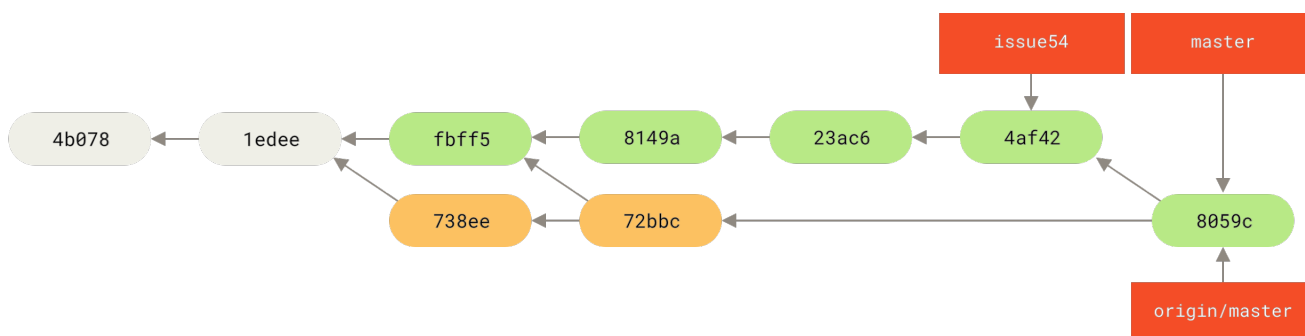 issue54
master
4b078
1edee
fbff5
8149a
23ac6
4af42
738ee
72bbc
8059c
origin/master